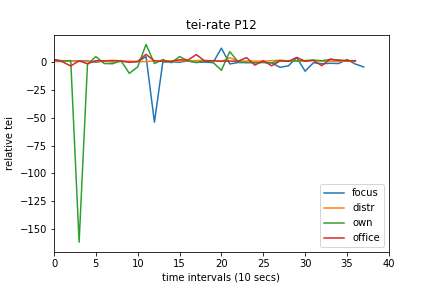 tei-rate P12
relative tei
0
−25
−50
−75
−100
−125
−150
0 5 10 15 20 25 30 35 40
time intervals (10 secs)
focus
distr
own
office